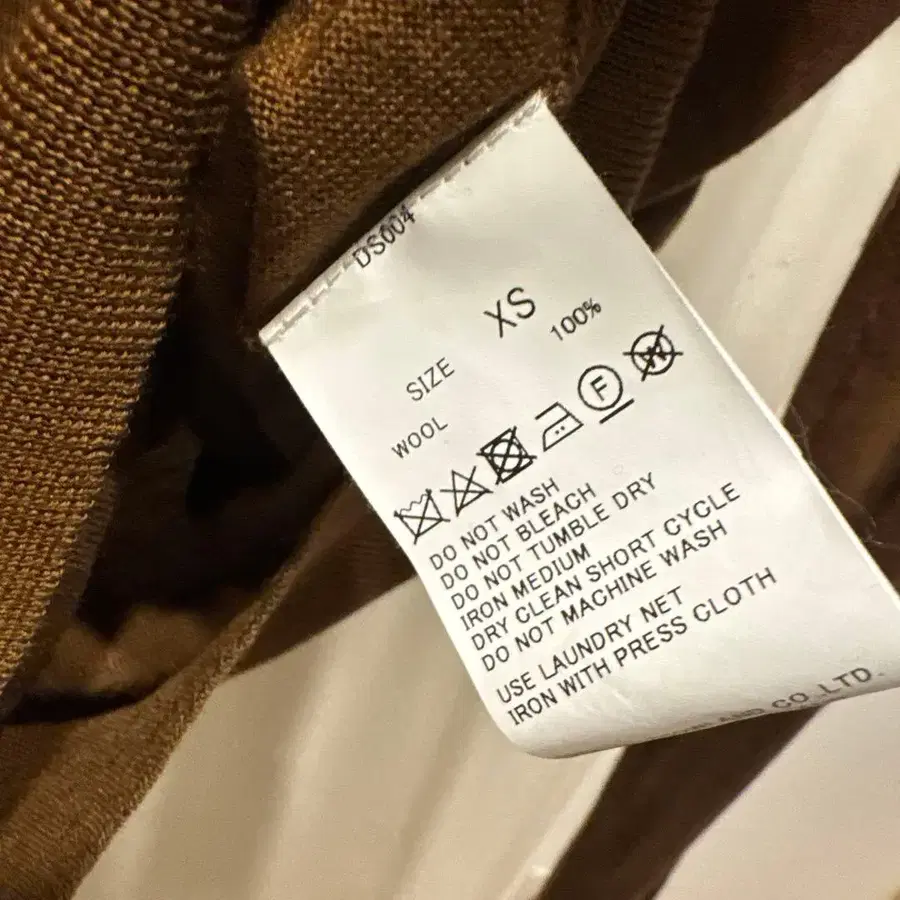 DS004
SIZE XS
WOOL 100%
F W
DO NOT WASH
DO NOT BLEACH
DO NOT TUMBLE DRY
IRON MEDIUM
DRY CLEAN SHORT CYCLE
DO NOT MACHINE WASH
USE LAUNDRY NET
IRON WITH PRESS CLOTH
CO.,LTD.